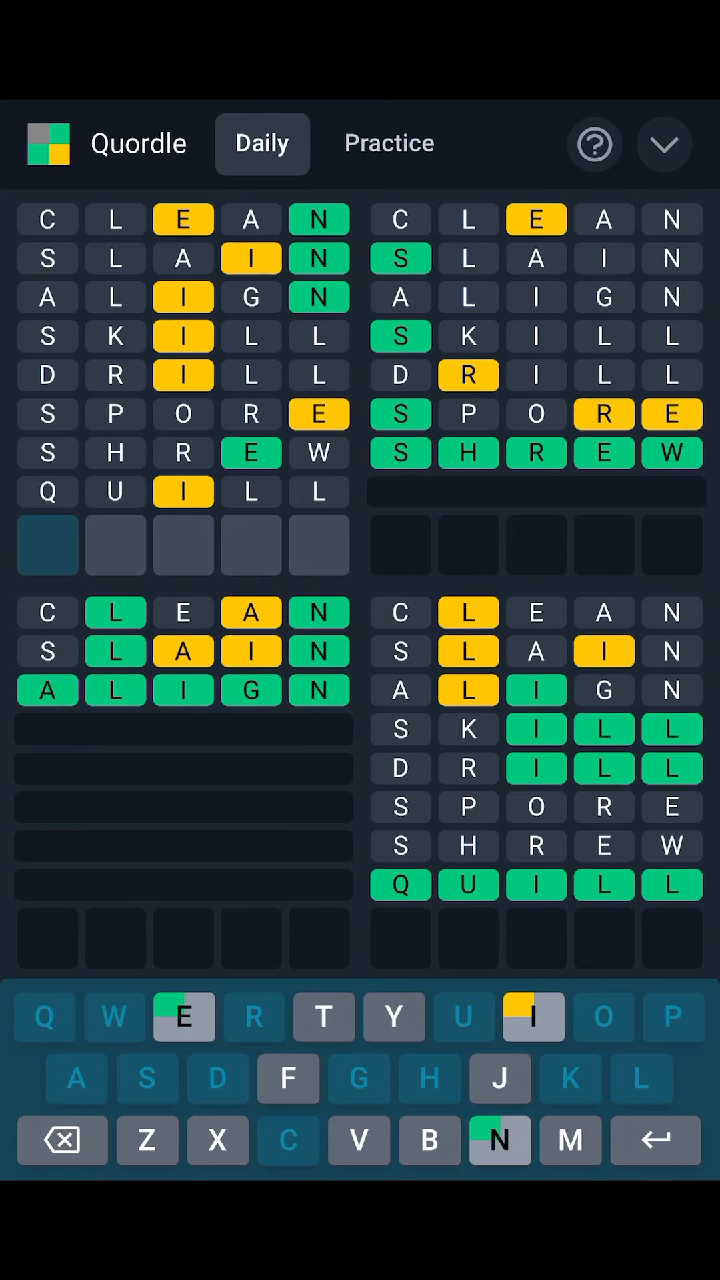 Quordle Daily Practice ?
C L E A N C L E A N
S L A I N S L A I N
A L I G N A L I G N
S K I L L S K I L L
D R I L L D R I L L
S P O R E S P O R E
S H R E W S H R E W
Q U I L L
C L E A N C L E A N
S L A I N S L A I N
A L I G N A L I G N
S K I L L
D R I L L
S P O R E
S H R E W
Q U I L L
Q W E R T Y U I O P
A S D F G H J K L
Z X C V B N M